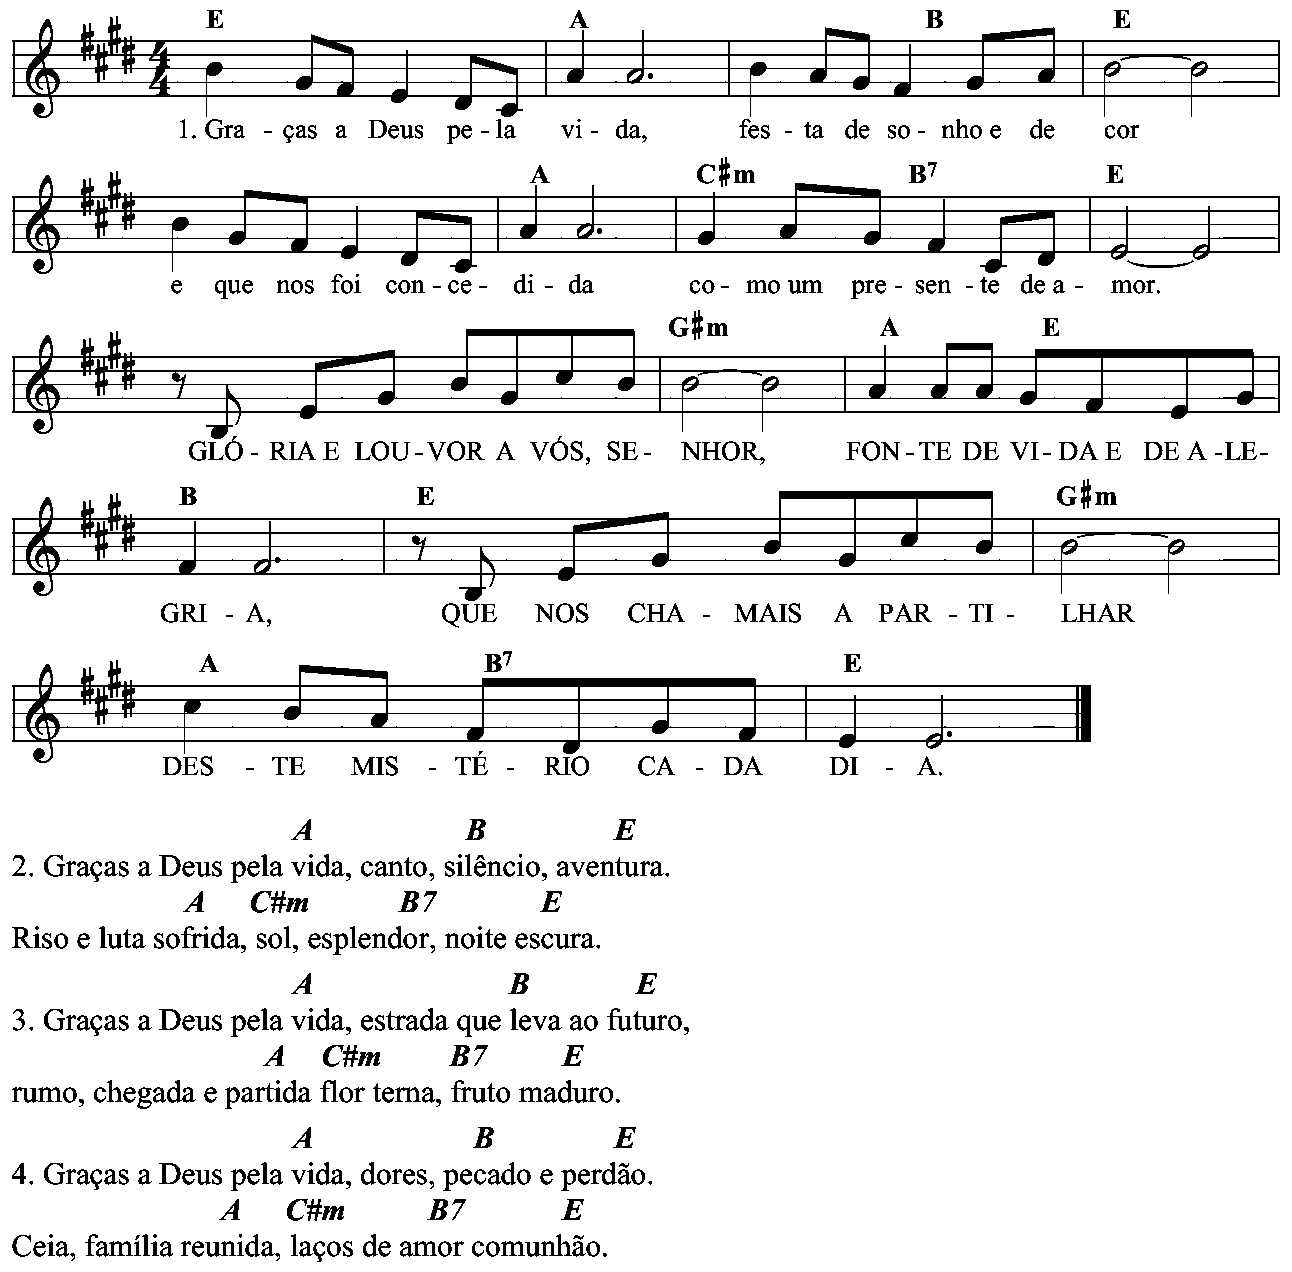 E A B E
4
4
1. Gra - ças a Deus pe - la vi - da, fes - ta de so - nho e de cor
A C#m B7 E
e que nos foi con - ce - di - da co - mo um pre - sen - te de a - mor.
G#m A E
GLÓ - RIA E LOU - VOR A VÓS, SE - NHOR, FON - TE DE VI - DA E DE A - LE -
B E G#m
GRI - A, QUE NOS CHA - MAIS A PAR - TI - LHAR
A B7 E
DES - TE MIS - TÉ - RIO CA - DA DI - A.
A B E
2. Graças a Deus pela vida, canto, silêncio, aventura.
A C#m B7 E
Riso e luta sofrida, sol, esplendor, noite escura.
A B E
3. Graças a Deus pela vida, estrada que leva ao futuro,
A C#m B7 E
rumo, chegada e partida flor terna, fruto maduro.
A B E
4. Graças a Deus pela vida, dores, pecado e perdão.
A C#m B7 E
Ceia, família reunida, laços de amor comunhão.